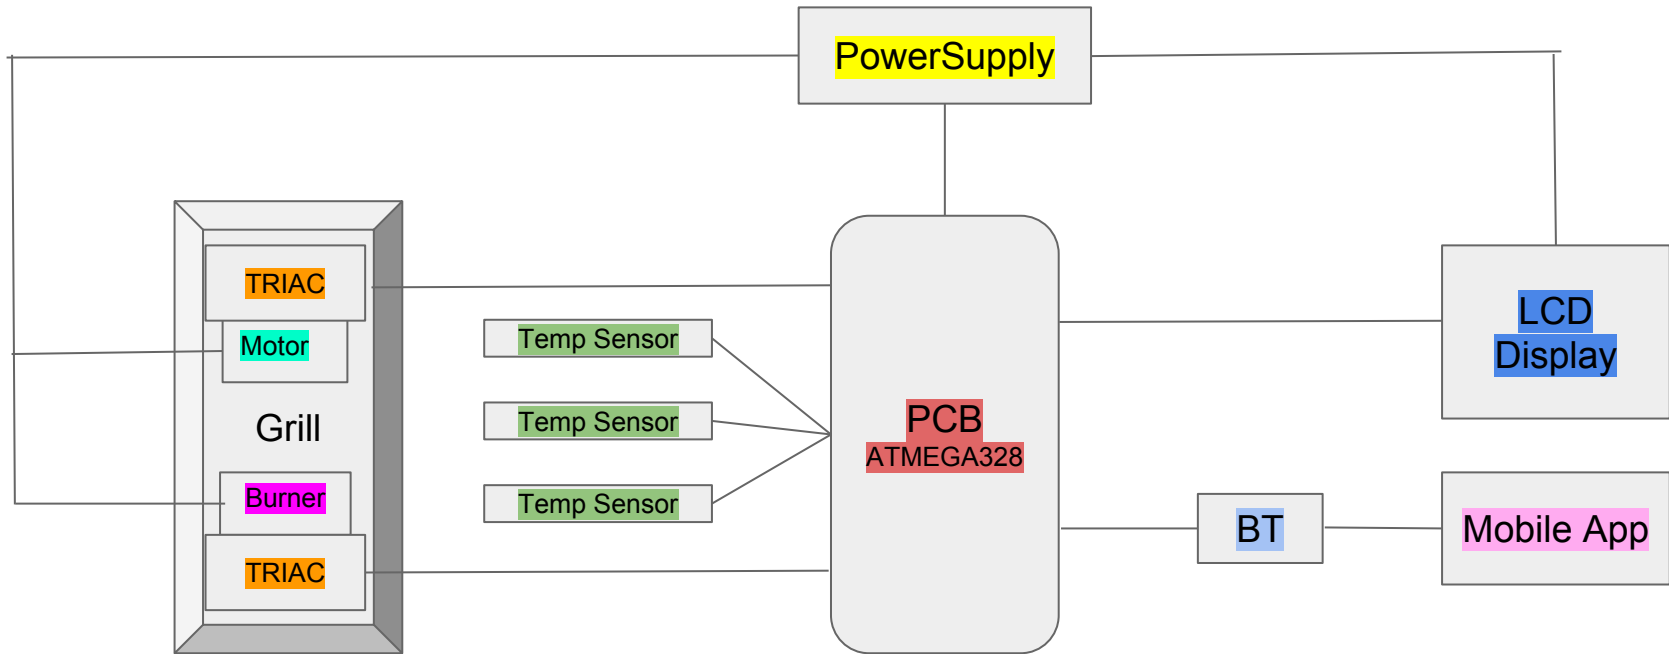 PowerSupply
TRIAC
Motor
Grill
Burner
TRIAC
Temp Sensor
Temp Sensor
Temp Sensor
PCB
ATMEGA328
LCD
Display
BT
Mobile App